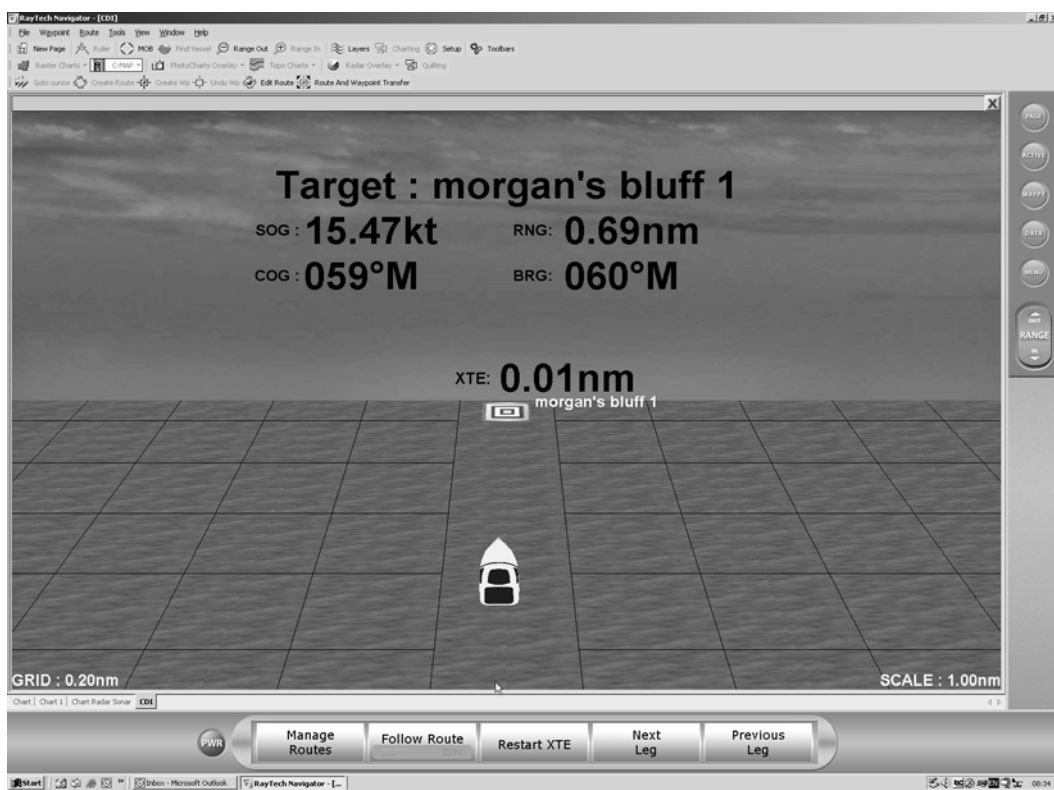 RayTech Navigator - [CDI]
File Waypoint Route Tools View Window Help
New Page Ruler MOB Find Vessel Range Out Range In Layers Charting Setup Toolbars
Raster Charts C-MAP PhotoCharts Overlay Topo Charts Radar Overlay Quilting
Goto cursor Create Route Create Wp Undo Wp Edit Route Route And Waypoint Transfer
X
PAGE
ACTIVE
WAYPT
DATA
MENU
OUT
RANGE
IN
Target : morgan's bluff 1
SOG : 15.47kt RNG: 0.69nm
COG : 059°M BRG: 060°M
XTE: 0.01nm
morgan's bluff 1
GRID : 0.20nm SCALE : 1.00nm
Chart Chart 1 Chart Radar Sonar CDI
PWR
Manage
Routes
Follow Route
ON
Restart XTE
Next
Leg
Previous
Leg
Start Inbox - Microsoft Outlook RayTech Navigator - [... 00:34